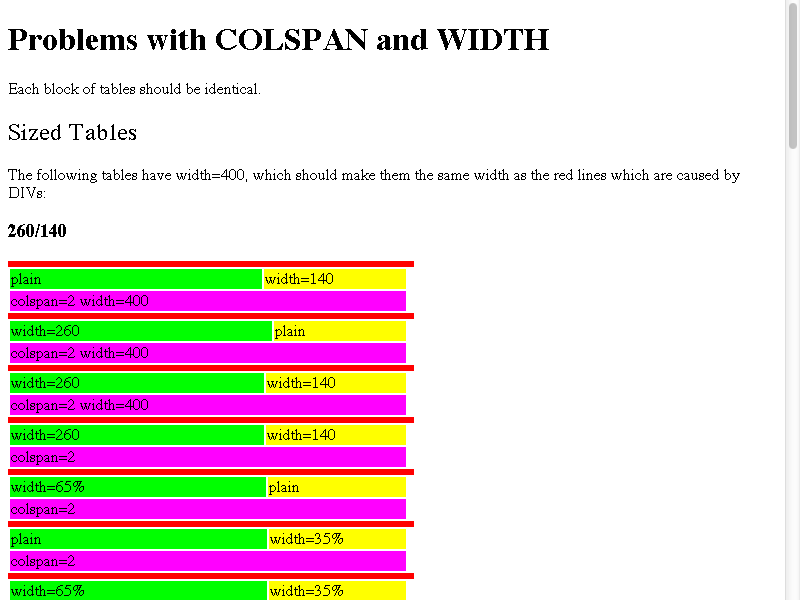 Problems with COLSPAN and WIDTH
Each block of tables should be identical.
Sized Tables
The following tables have width=400, which should make them the same width as the red lines which are caused by
DIVs:
260/140
plain width=140
colspan=2 width=400
width=260 plain
colspan=2 width=400
width=260 width=140
colspan=2 width=400
width=260 width=140
colspan=2
width=65% plain
colspan=2
plain width=35%
colspan=2
width=65% width=35%